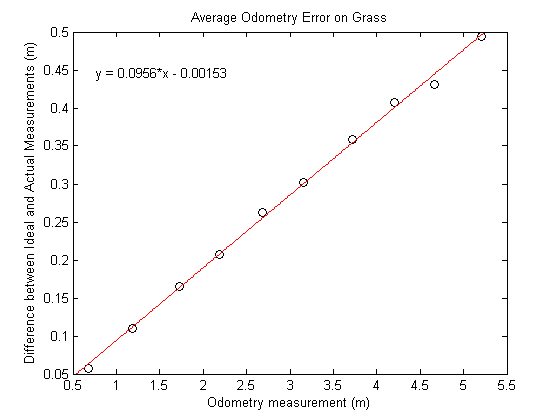 Average Odometry Error on Grass
y = 0.0956*x - 0.00153
Difference between Ideal and Actual Measurements (m)
0.5
0.45
0.4
0.35
0.3
0.25
0.2
0.15
0.1
0.05
0.5 1 1.5 2 2.5 3 3.5 4 4.5 5 5.5
Odometry measurement (m)